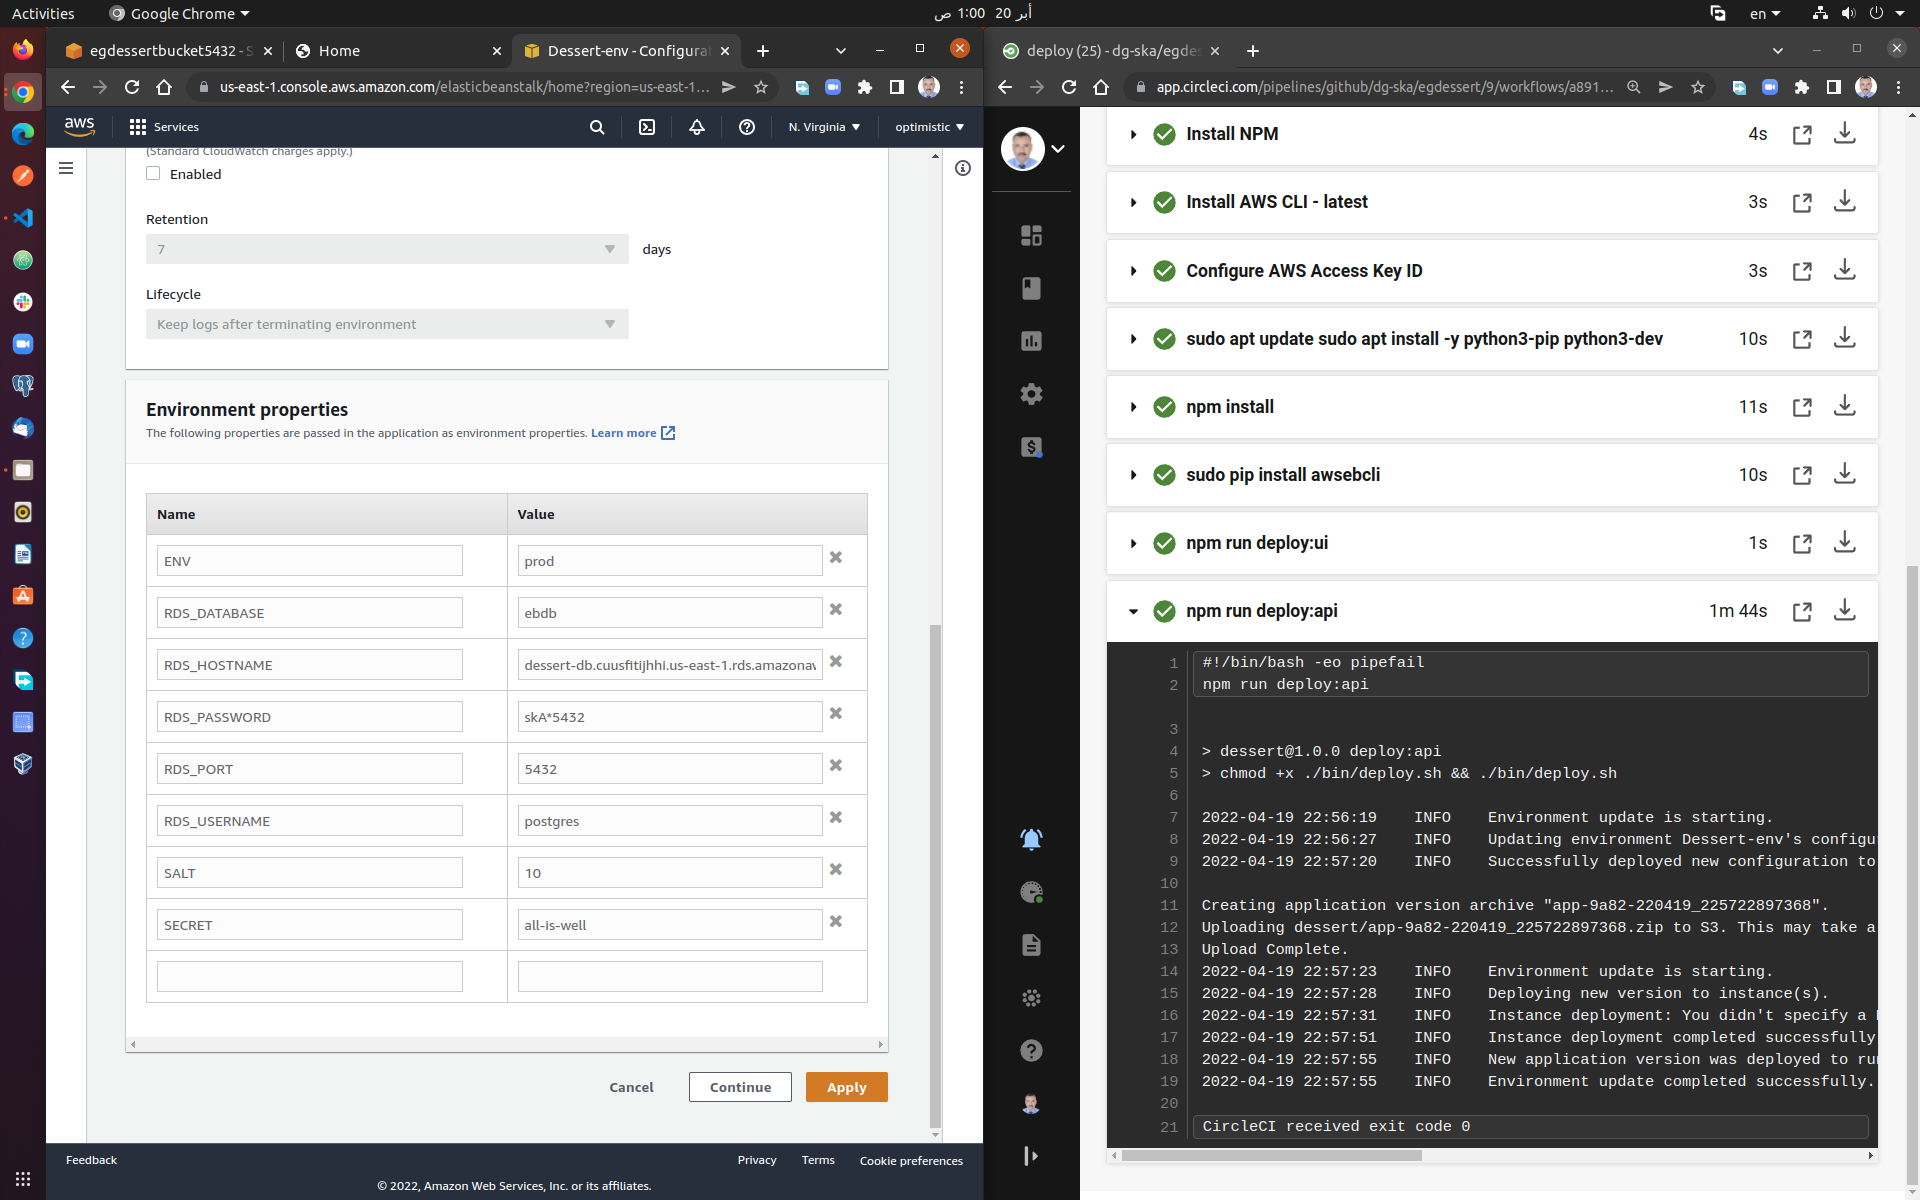 Activities
Google Chrome
1:00 ص
20 أبر
en
egdessertbucket5432 - S
Home
Dessert-env - Configura
us-east-1.console.aws.amazon.com/elasticbeanstalk/home?region=us-east-1...
aws
Services
N. Virginia
optimistic
(Standard CloudWatch charges apply.)
Enabled
Retention
7
days
Lifecycle
Keep logs after terminating environment
Environment properties
The following properties are passed in the application as environment properties. Learn more
Name Value
ENV prod
RDS_DATABASE ebdb
RDS_HOSTNAME dessert-db.cuusfitijhhi.us-east-1.rds.amazonav
RDS_PASSWORD skA*5432
RDS_PORT 5432
RDS_USERNAME postgres
SALT 10
SECRET all-is-well
Cancel
Continue
Apply
Feedback
Privacy
Terms
Cookie preferences
© 2022, Amazon Web Services, Inc. or its affiliates.
deploy (25) - dg-ska/egdes
app.circleci.com/pipelines/github/dg-ska/egdessert/9/workflows/a891...
Install NPM 4s
Install AWS CLI - latest 3s
Configure AWS Access Key ID 3s
sudo apt update sudo apt install -y python3-pip python3-dev 10s
npm install 11s
sudo pip install awsebcli 10s
npm run deploy:ui 1s
npm run deploy:api 1m 44s
1 #!/bin/bash -eo pipefail
2 npm run deploy:api
3
4 > dessert@1.0.0 deploy:api
5 > chmod +x ./bin/deploy.sh && ./bin/deploy.sh
6
7 2022-04-19 22:56:19 INFO Environment update is starting.
8 2022-04-19 22:56:27 INFO Updating environment Dessert-env's configu
9 2022-04-19 22:57:20 INFO Successfully deployed new configuration to
10
11 Creating application version archive "app-9a82-220419_225722897368".
12 Uploading dessert/app-9a82-220419_225722897368.zip to S3. This may take a
13 Upload Complete.
14 2022-04-19 22:57:23 INFO Environment update is starting.
15 2022-04-19 22:57:28 INFO Deploying new version to instance(s).
16 2022-04-19 22:57:31 INFO Instance deployment: You didn't specify a
17 2022-04-19 22:57:51 INFO Instance deployment completed successfully
18 2022-04-19 22:57:55 INFO New application version was deployed to ru
19 2022-04-19 22:57:55 INFO Environment update completed successfully.
20
21 CircleCI received exit code 0